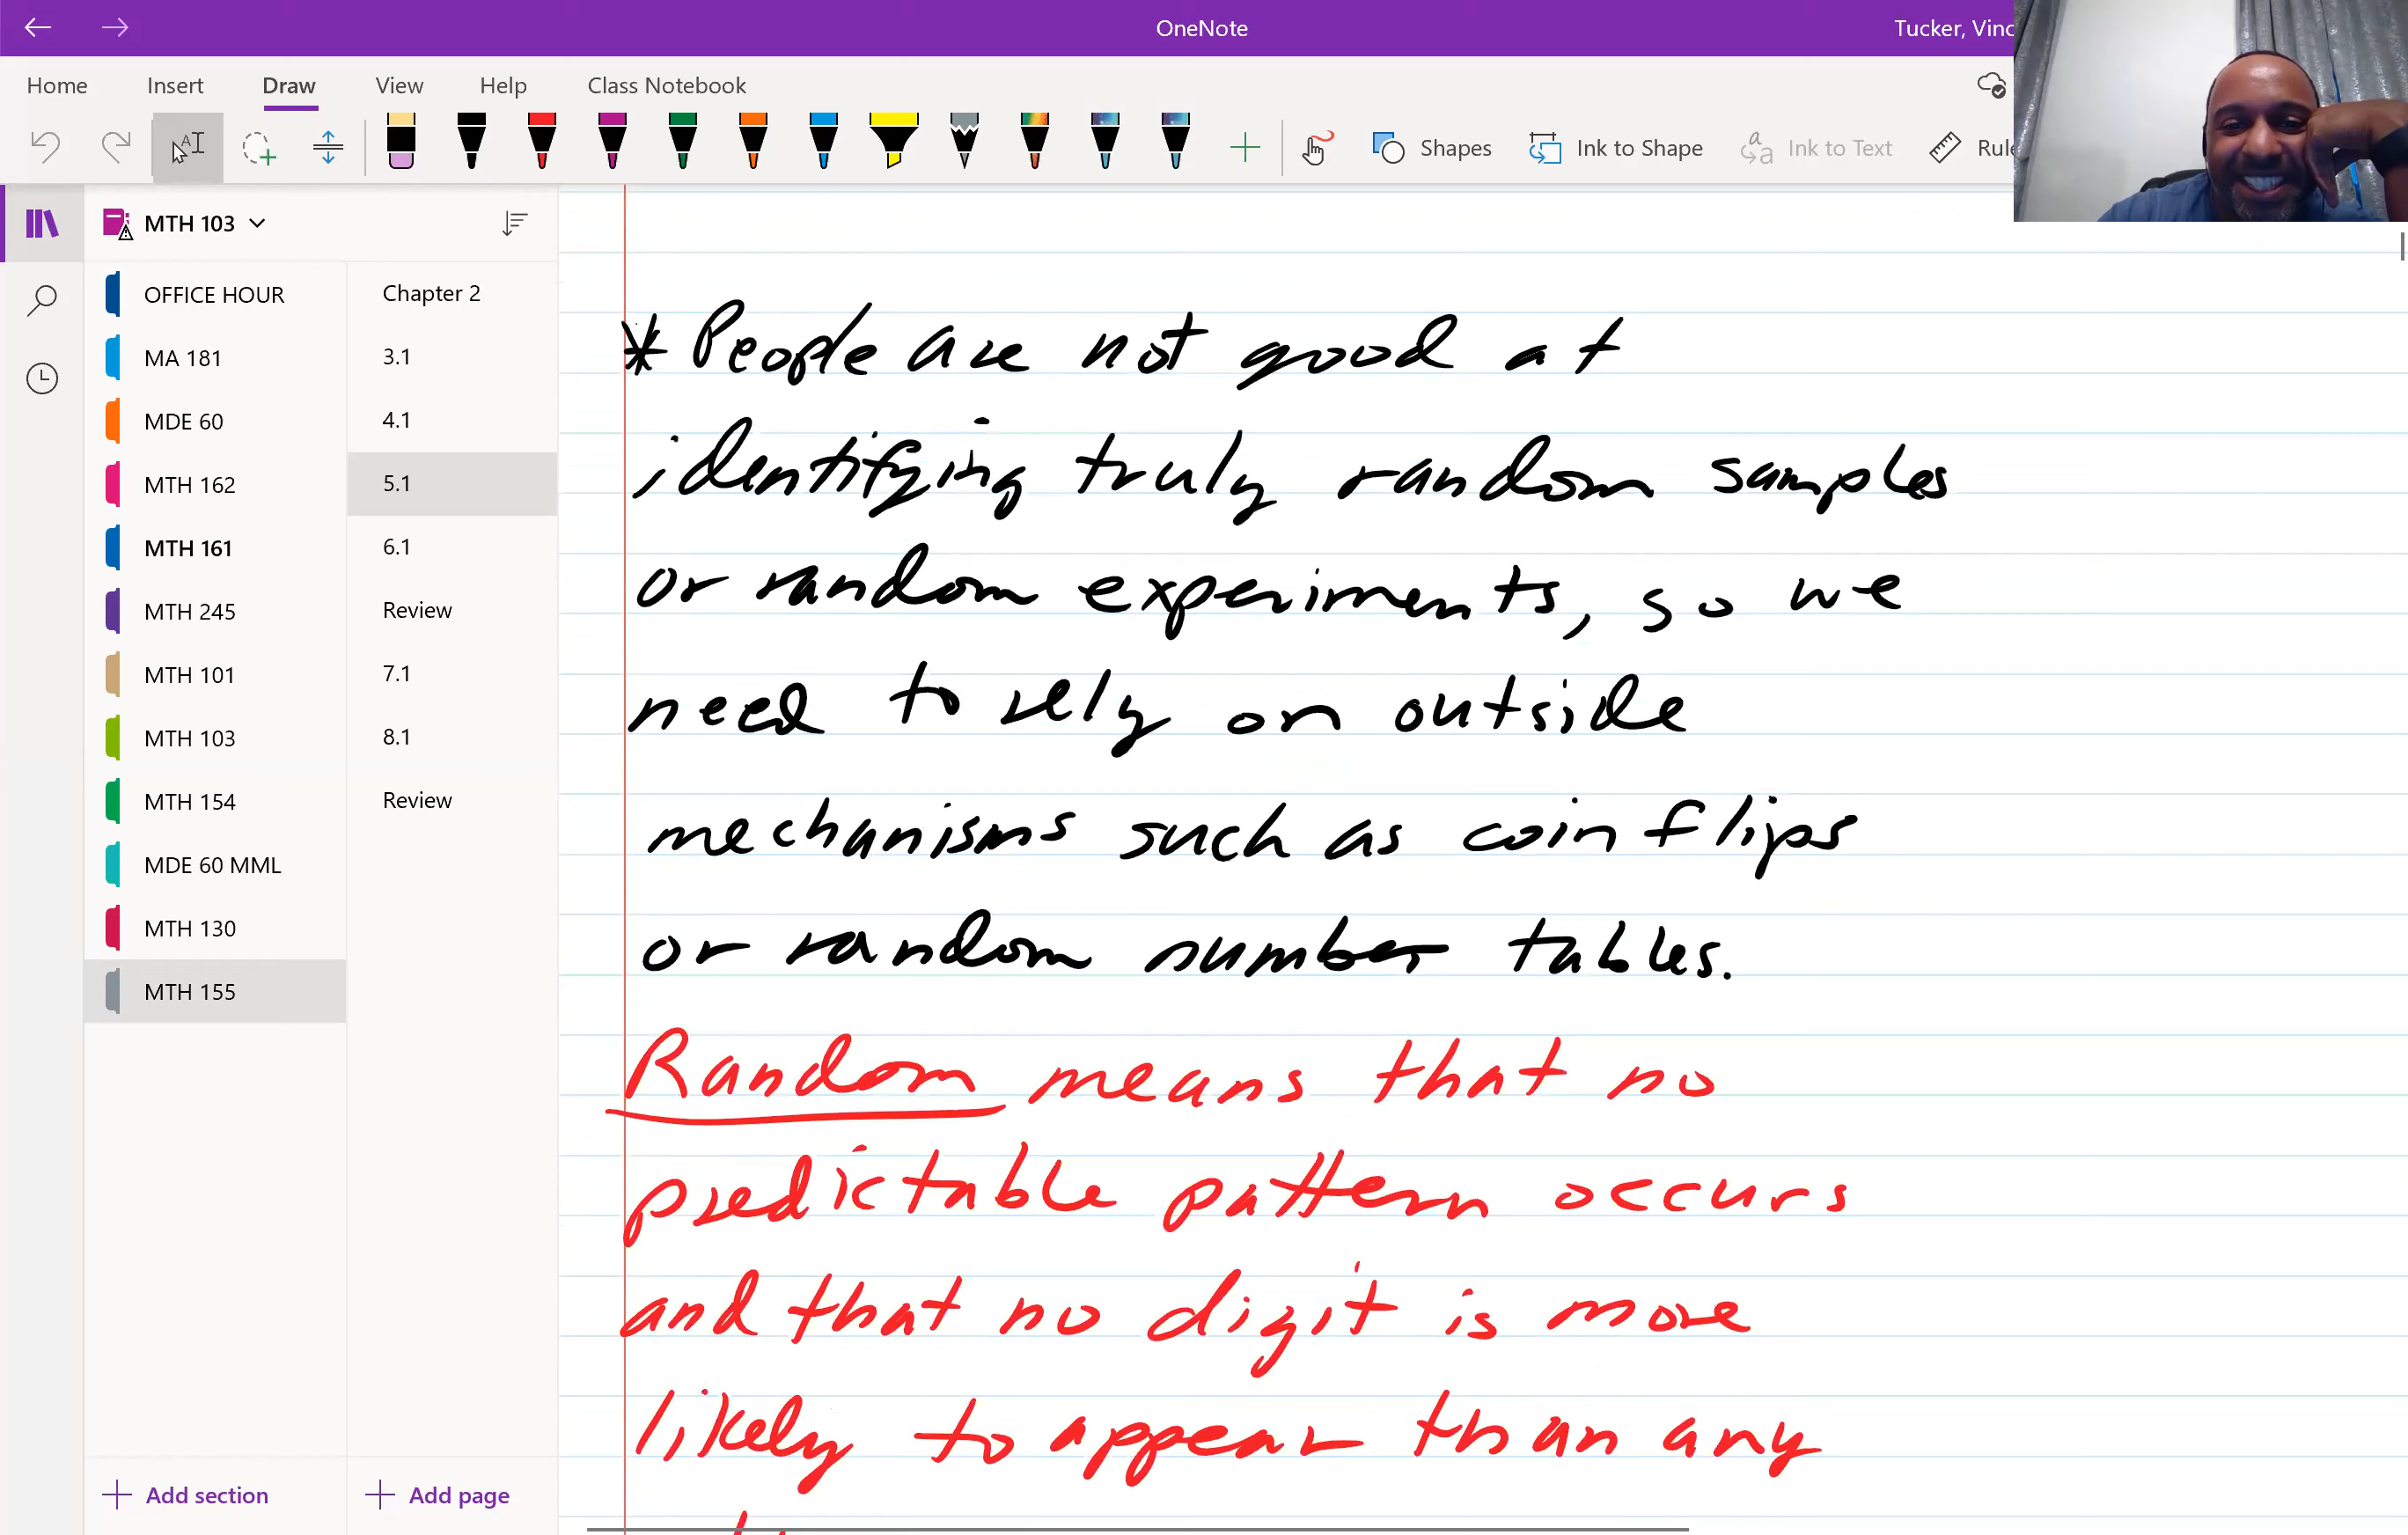 OneNote
Tucker, Vinc
Home Insert Draw View Help Class Notebook
Shapes Ink to Shape Ink to Text Rule
MTH 103
OFFICE HOUR
MA 181
MDE 60
MTH 162
MTH 161
MTH 245
MTH 101
MTH 103
MTH 154
MDE 60 MML
MTH 130
MTH 155
Add section
Chapter 2
3.1
4.1
5.1
6.1
Review
7.1
8.1
Review
Add page
* People are not good at
identifying truly random samples
or random experiments, so we
need to rely on outside
mechanisms such as coin flips
or random number tables.
Random means that no
predictable pattern occurs
and that no digit is more
likely to appear than any